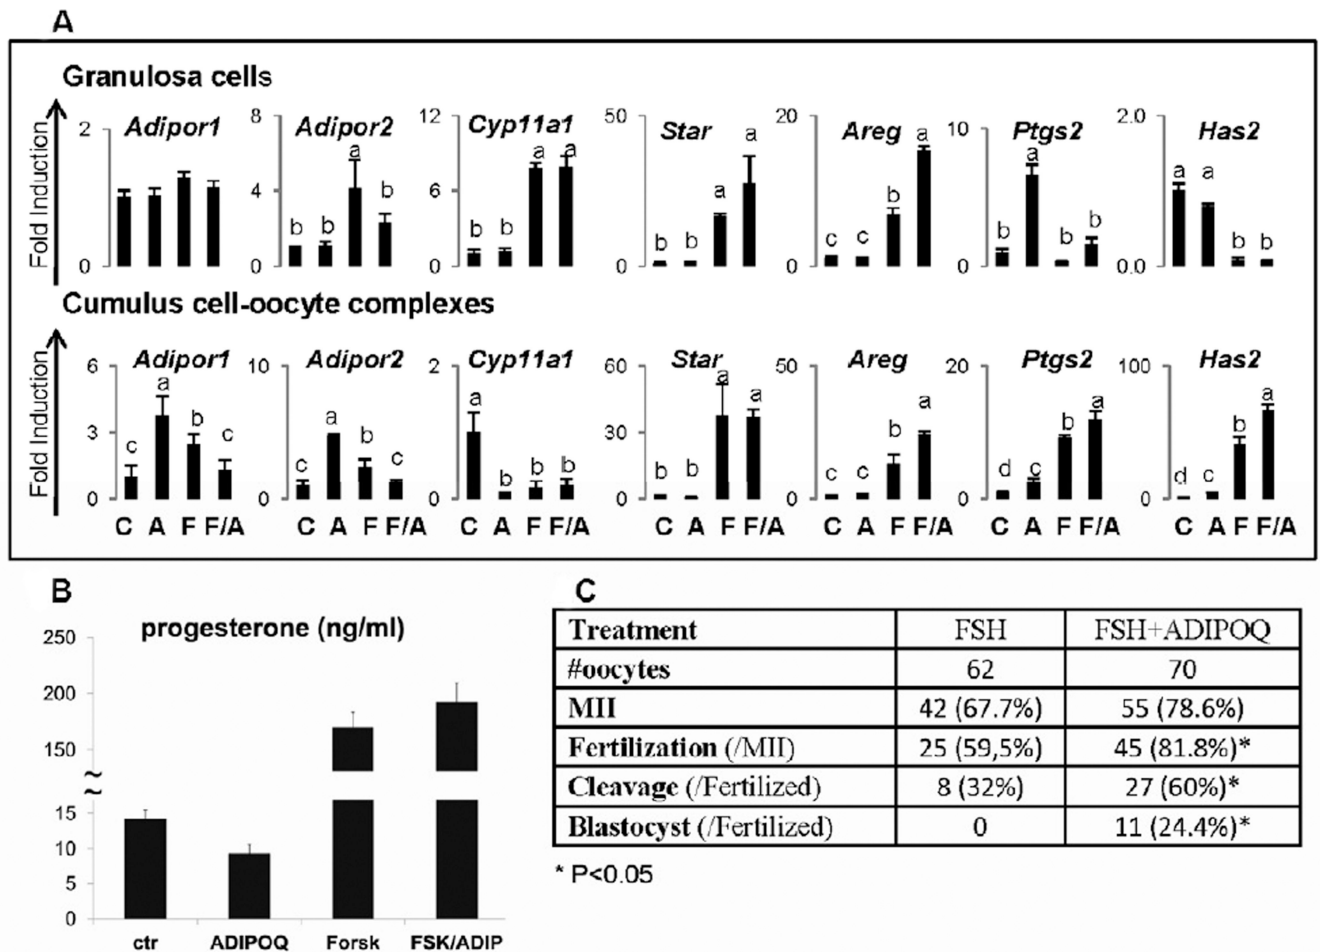 A
Granulosa cells
Fold Induction
Adipor1 Adipor2 Cyp11a1 Star Areg Ptgs2 Has2
2 0
8 4 0 b b a b
12 6 0 b b a a
50 0 b b a a
20 0 c c b a
10 0 b a b b
2.0 0.0 a a b b
Cumulus cell-oocyte complexes
Fold Induction
Adipor1 Adipor2 Cyp11a1 Star Areg Ptgs2 Has2
6 3 0 c a b c
10 0 c a b c
2 0 a b b b
60 30 0 b b a a
50 0 c c b a
20 0 d c b a
100 0 d c b a
C A F F/A C A F F/A C A F F/A C A F F/A C A F F/A C A F F/A C A F F/A
B
progesterone (ng/ml)
250
200
150
≈
15
10
5
0
ctr ADIPOQ Forsk FSK/ADIP
C
Treatment FSH FSH+ADIPOQ
#oocytes 62 70
MII 42 (67.7%) 55 (78.6%)
Fertilization (/MII) 25 (59,5%) 45 (81.8%)*
Cleavage (/Fertilized) 8 (32%) 27 (60%)*
Blastocyst (/Fertilized) 0 11 (24.4%)*
* P<0.05